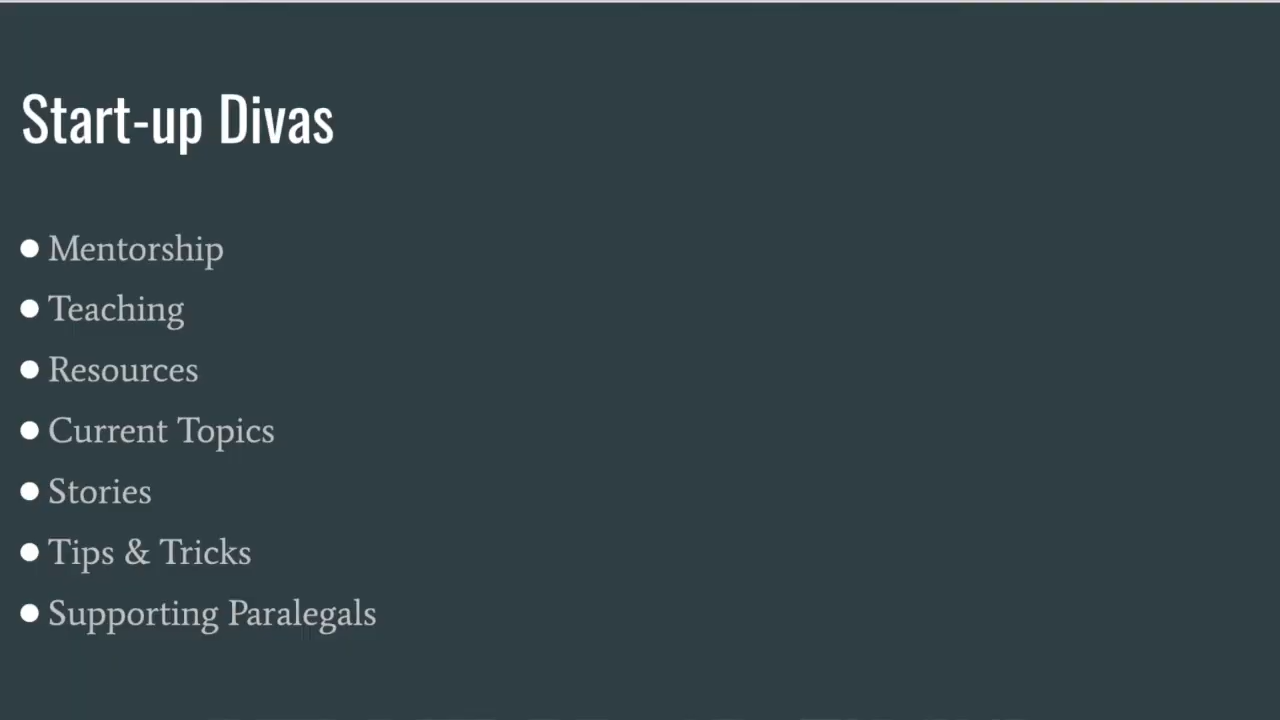 Start-up Divas
● Mentorship
● Teaching
● Resources
● Current Topics
● Stories
● Tips & Tricks
● Supporting Paralegals